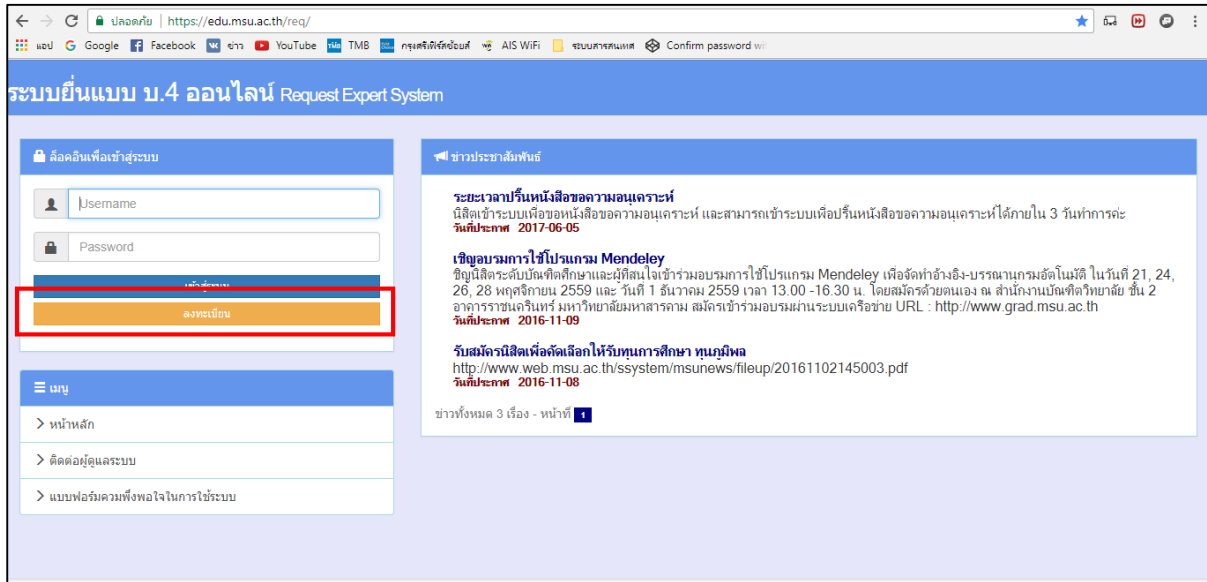 ปลอดภัย | https://edu.msu.ac.th/req/
แอป Google Facebook ข่าว YouTube TMB กรุงศรีเฟิร์สช้อยส์ AIS WiFi ระบบสารสนเทศ Confirm password wi
ระบบยื่นแบบ บ.4 ออนไลน์ Request Expert System
ล็อคอินเพื่อเข้าสู่ระบบ
Username
Password
เข้าสู่ระบบ
ลงทะเบียน
เมนู
หน้าหลัก
ติดต่อผู้ดูแลระบบ
แบบฟอร์มควมพึงพอใจในการใช้ระบบ
ข่าวประชาสัมพันธ์
ระยะเวลาปริ๊นหนังสือขอความอนุเคราะห์
นิสิตเข้าระบบเพื่อขอหนังสือขอความอนุเคราะห์ และสามารถเข้าระบบเพื่อปริ๊นหนังสือขอความอนุเคราะห์ได้ภายใน 3 วันทำการค่ะ
วันที่ประกาศ 2017-06-05
เชิญอบรมการใช้โปรแกรม Mendeley
ชิญนิสิตระดับบัณฑิตศึกษาและผู้ที่สนใจเข้าร่วมอบรมการใช้โปรแกรม Mendeley เพื่อจัดทำอ้างอิง-บรรณานุกรมอัตโนมัติ ในวันที่ 21, 24,
26, 28 พฤศจิกายน 2559 และ วันที่ 1 ธันวาคม 2559 เวลา 13.00 -16.30 น. โดยสมัครด้วยตนเอง ณ สำนักงานบัณฑิตวิทยาลัย ชั้น 2
อาคารราชนครินทร์ มหาวิทยาลัยมหาสารคาม สมัครเข้าร่วมอบรมผ่านระบบเครือข่าย URL : http://www.grad.msu.ac.th
วันที่ประกาศ 2016-11-09
รับสมัครนิสิตเพื่อคัดเลือกให้รับทุนการศึกษา ทุนภูมิพล
http://www.web.msu.ac.th/ssystem/msunews/fileup/20161102145003.pdf
วันที่ประกาศ 2016-11-08
ข่าวทั้งหมด 3 เรื่อง - หน้าที่ 1